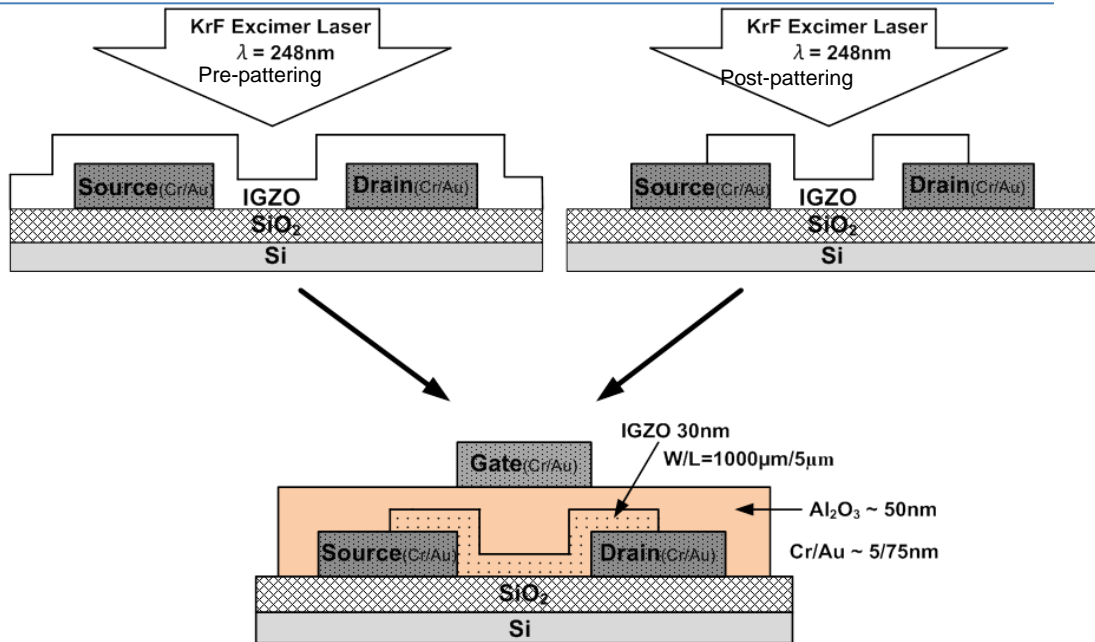 KrF Excimer Laser
λ = 248nm
Pre-pattering
Source(Cr/Au)
Drain(Cr/Au)
IGZO
SiO₂
Si
KrF Excimer Laser
λ = 248nm
Post-pattering
Source(Cr/Au)
Drain(Cr/Au)
IGZO
SiO₂
Si
IGZO 30nm
W/L=1000μm/5μm
Gate(Cr/Au)
Al₂O₃ ~ 50nm
Source(Cr/Au)
Drain(Cr/Au)
Cr/Au ~ 5/75nm
SiO₂
Si